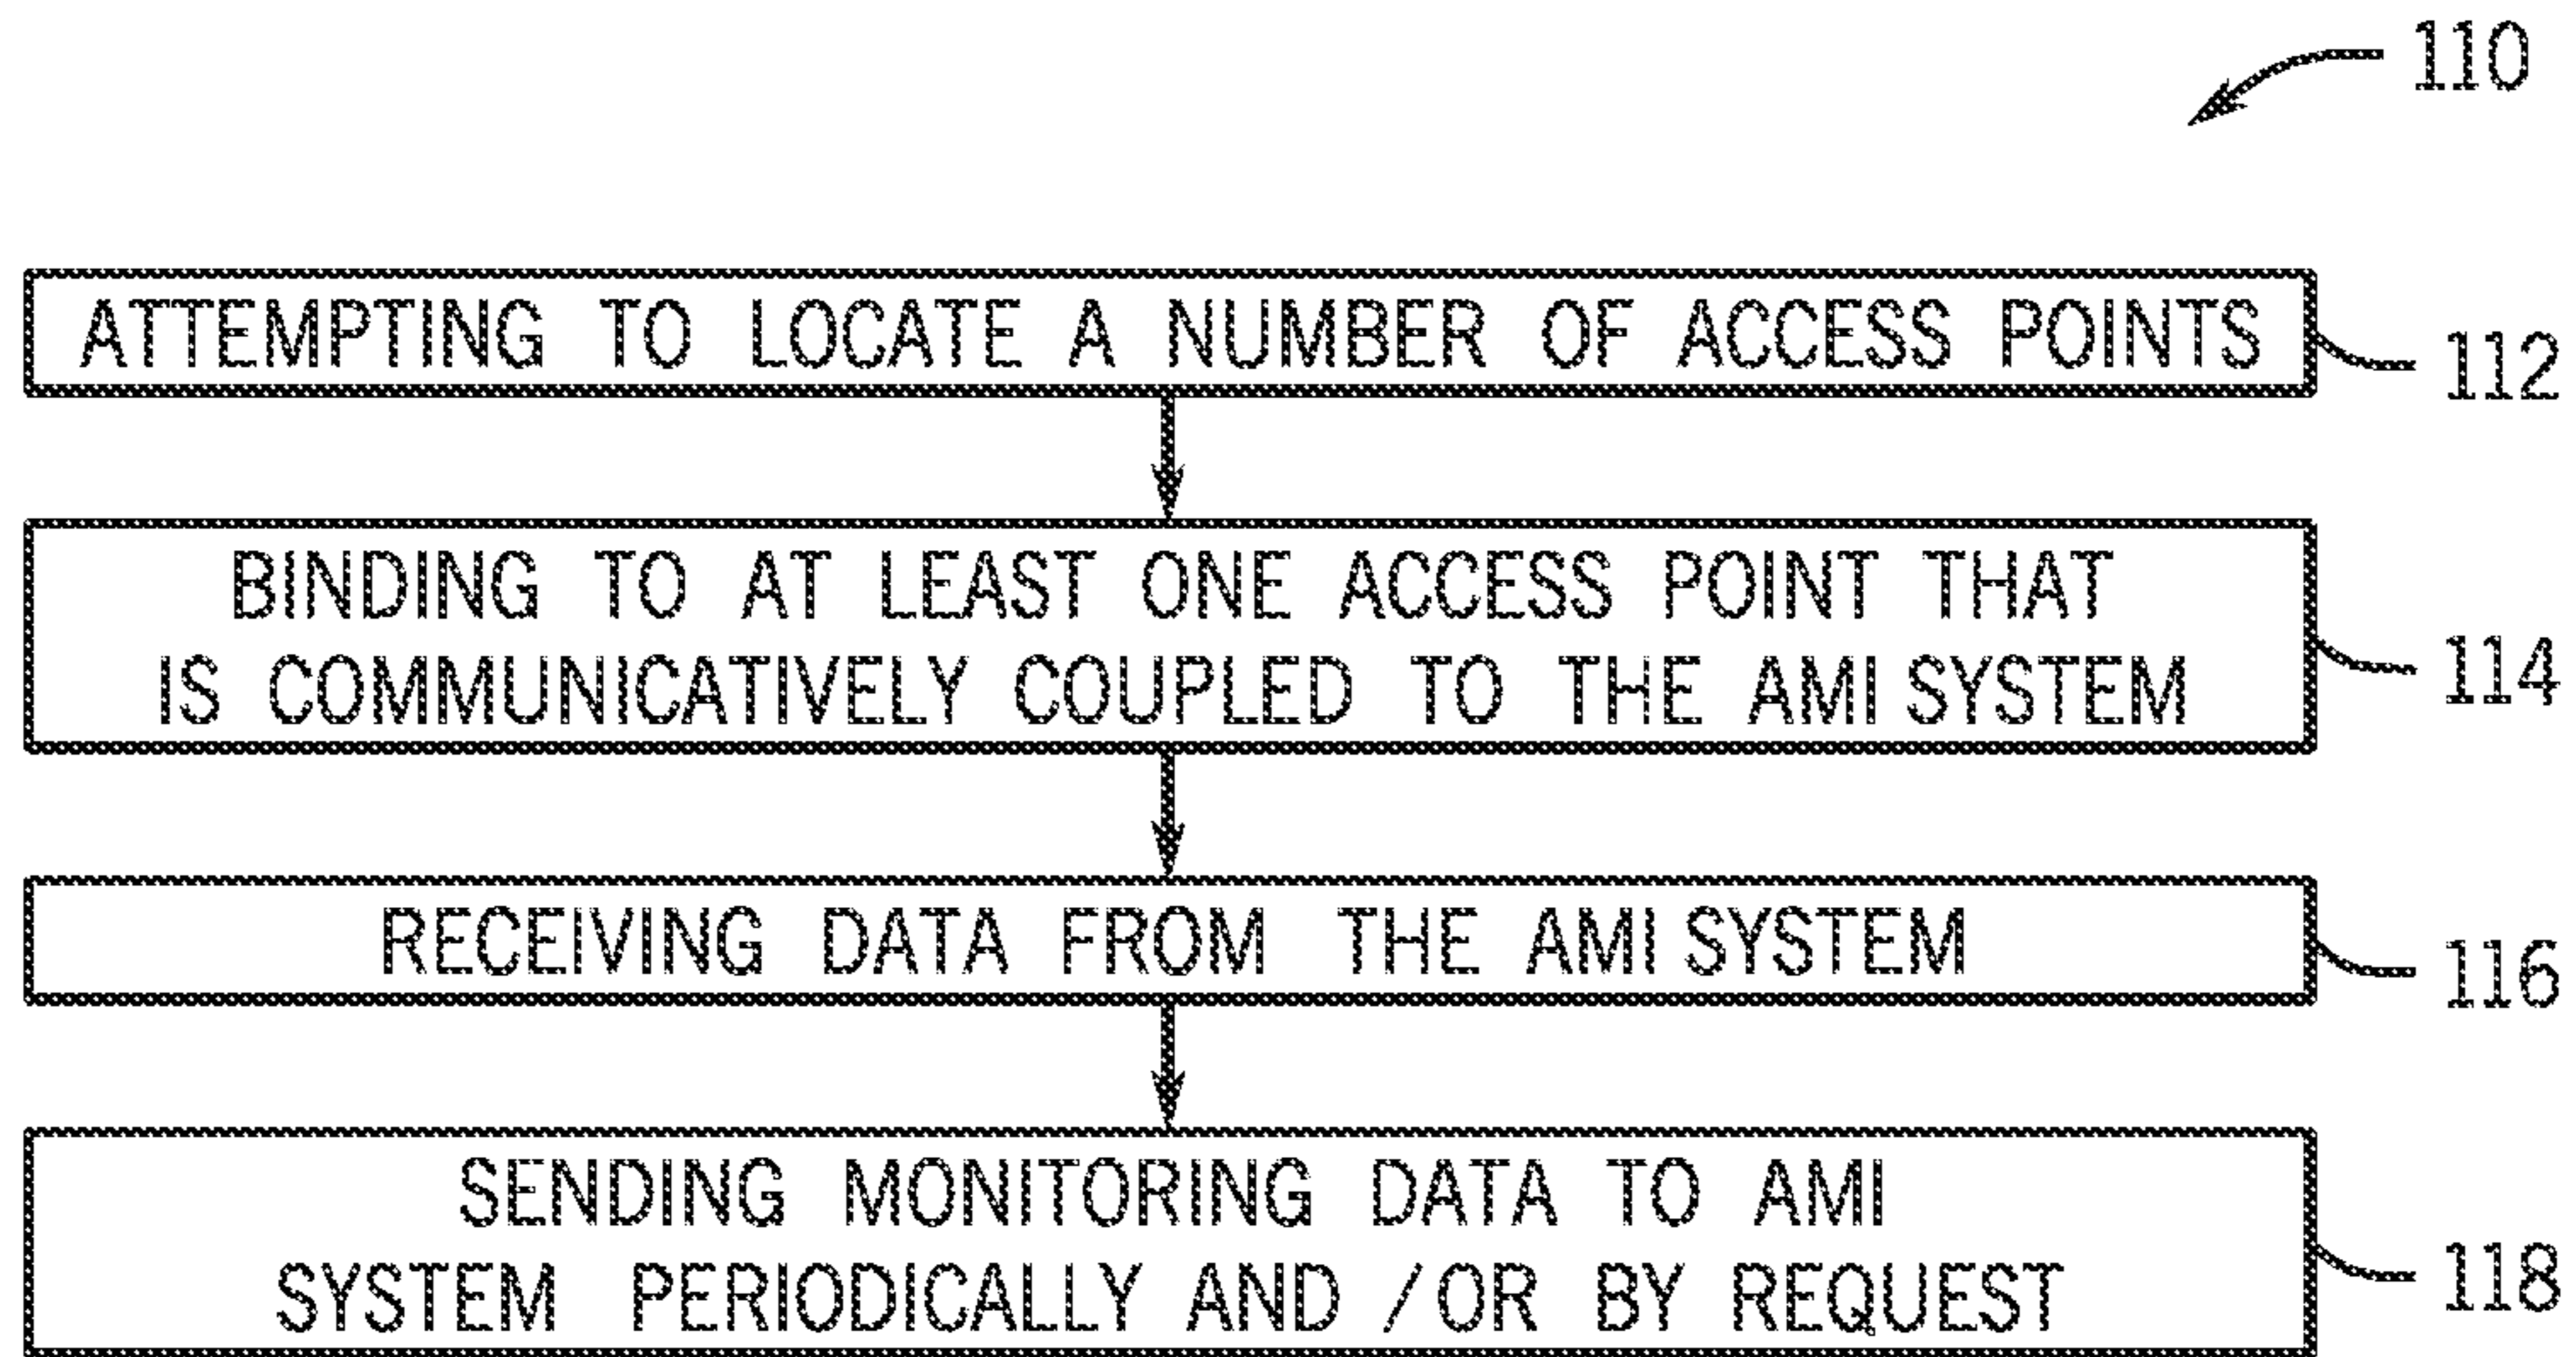 110
ATTEMPTING TO LOCATE A NUMBER OF ACCESS POINTS
112
BINDING TO AT LEAST ONE ACCESS POINT THAT
IS COMMUNICATIVELY COUPLED TO THE AMI SYSTEM
114
RECEIVING DATA FROM THE AMI SYSTEM
116
SENDING MONITORING DATA TO AMI
SYSTEM PERIODICALLY AND /OR BY REQUEST
118